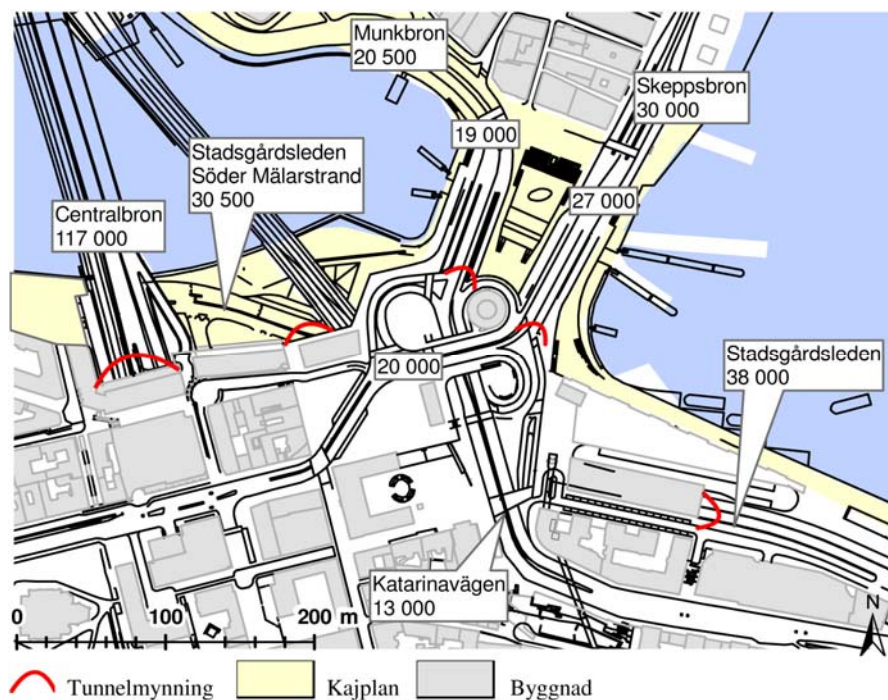 Munkbron
20 500
Skeppsbron
30 000
19 000
Stadsgårdsleden
Söder Mälarstrand
30 500
27 000
Centralbron
117 000
20 000
Stadsgårdsleden
38 000
Katarinavägen
13 000
0 100 200 m
N
Tunnelmynning Kajplan Byggnad